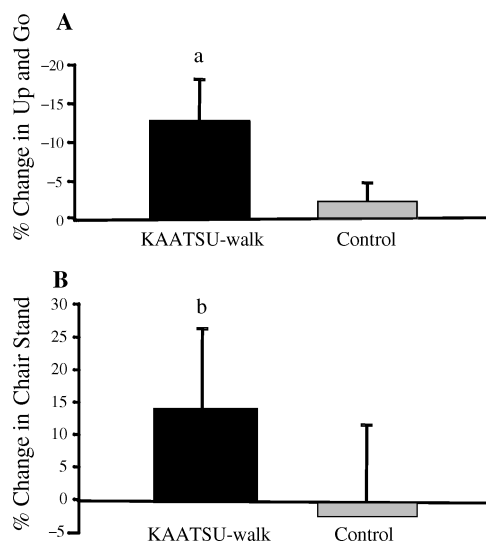 A
% Change in Up and Go
−20
−15
−10
−5
0
a
KAATSU-walk Control
B
% Change in Chair Stand
30
25
20
15
10
5
0
−5
b
KAATSU-walk Control